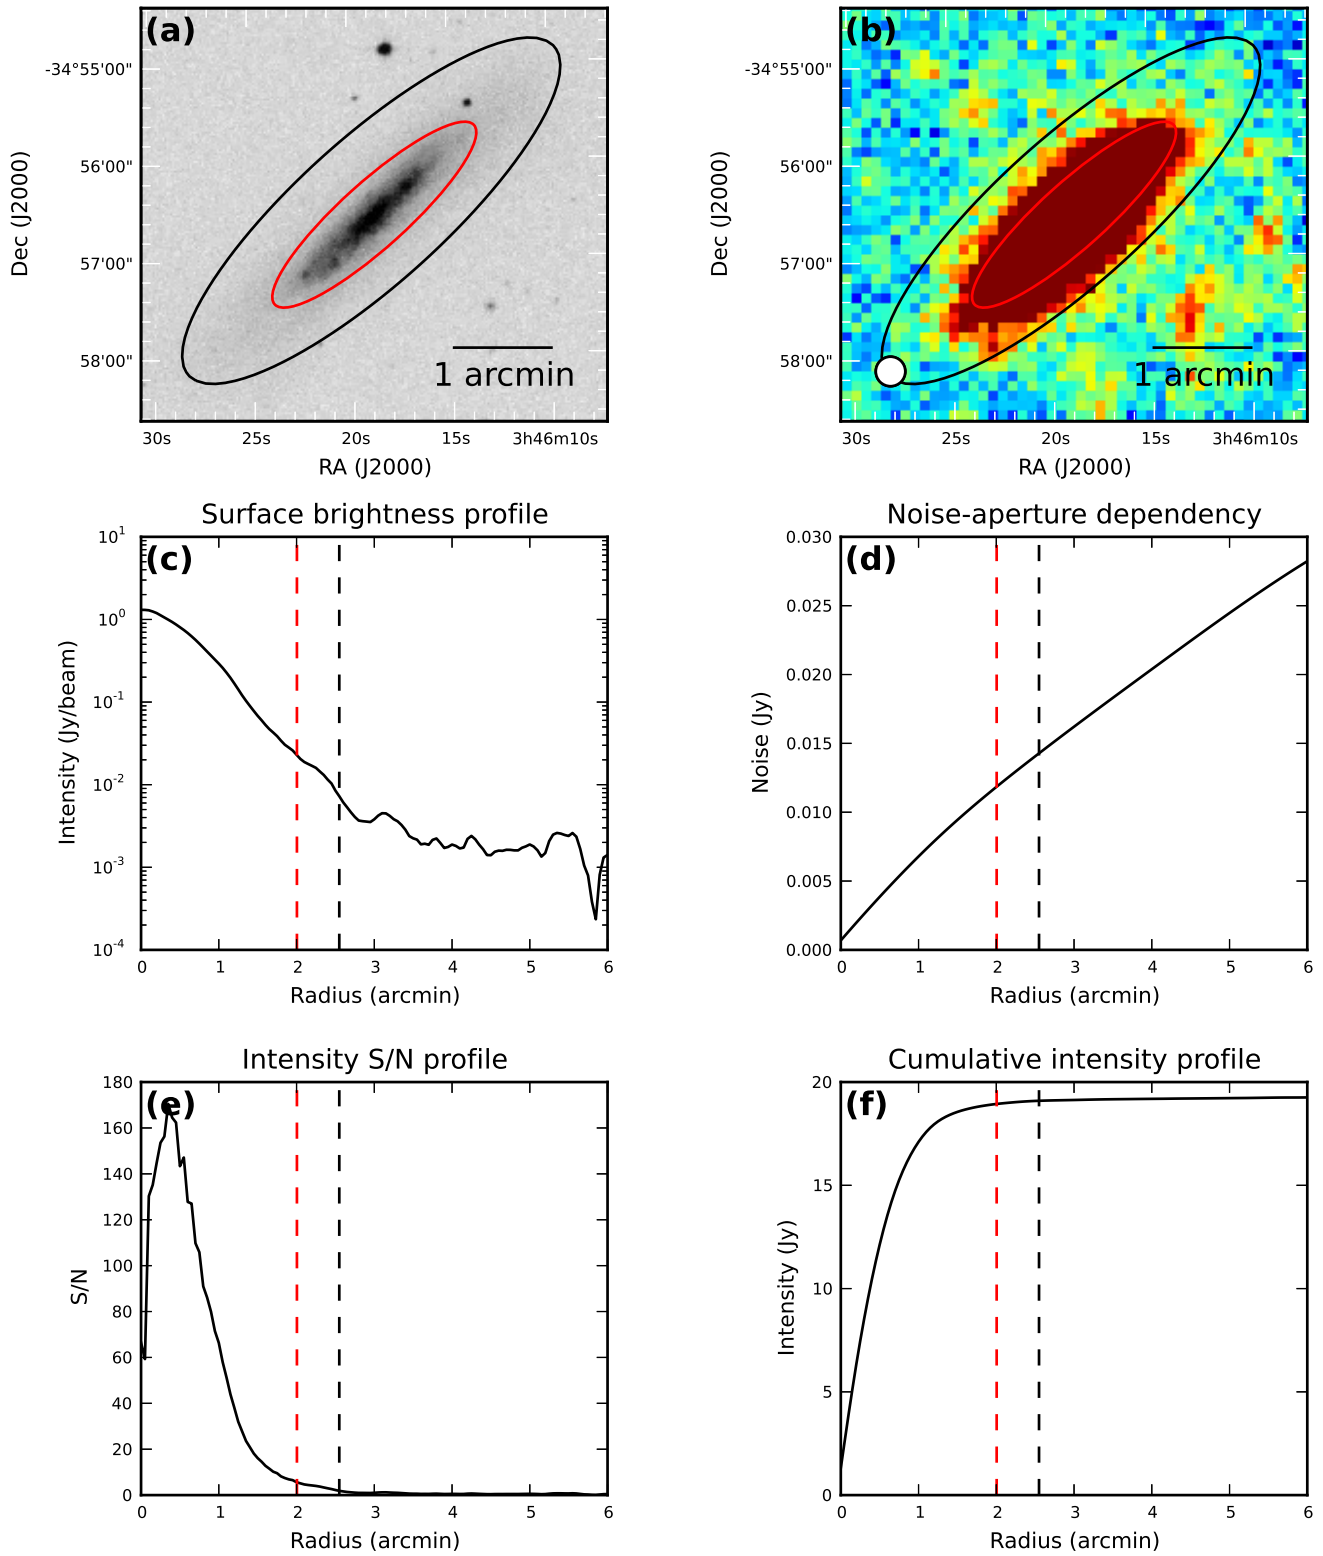 (a)
-34°55'00"
56'00"
57'00"
58'00"
Dec (J2000)
1 arcmin
30s 25s 20s 15s 3h46m10s
RA (J2000)
(b)
-34°55'00"
56'00"
57'00"
58'00"
Dec (J2000)
1 arcmin
30s 25s 20s 15s 3h46m10s
RA (J2000)
Surface brightness profile
(c)
10^1
10^0
10^-1
10^-2
10^-3
10^-4
Intensity (Jy/beam)
0 1 2 3 4 5 6
Radius (arcmin)
Noise-aperture dependency
(d)
0.030
0.025
0.020
0.015
0.010
0.005
0.000
Noise (Jy)
0 1 2 3 4 5 6
Radius (arcmin)
Intensity S/N profile
(e)
180
160
140
120
100
80
60
40
20
0
S/N
0 1 2 3 4 5 6
Radius (arcmin)
Cumulative intensity profile
(f)
20
15
10
5
0
Intensity (Jy)
0 1 2 3 4 5 6
Radius (arcmin)